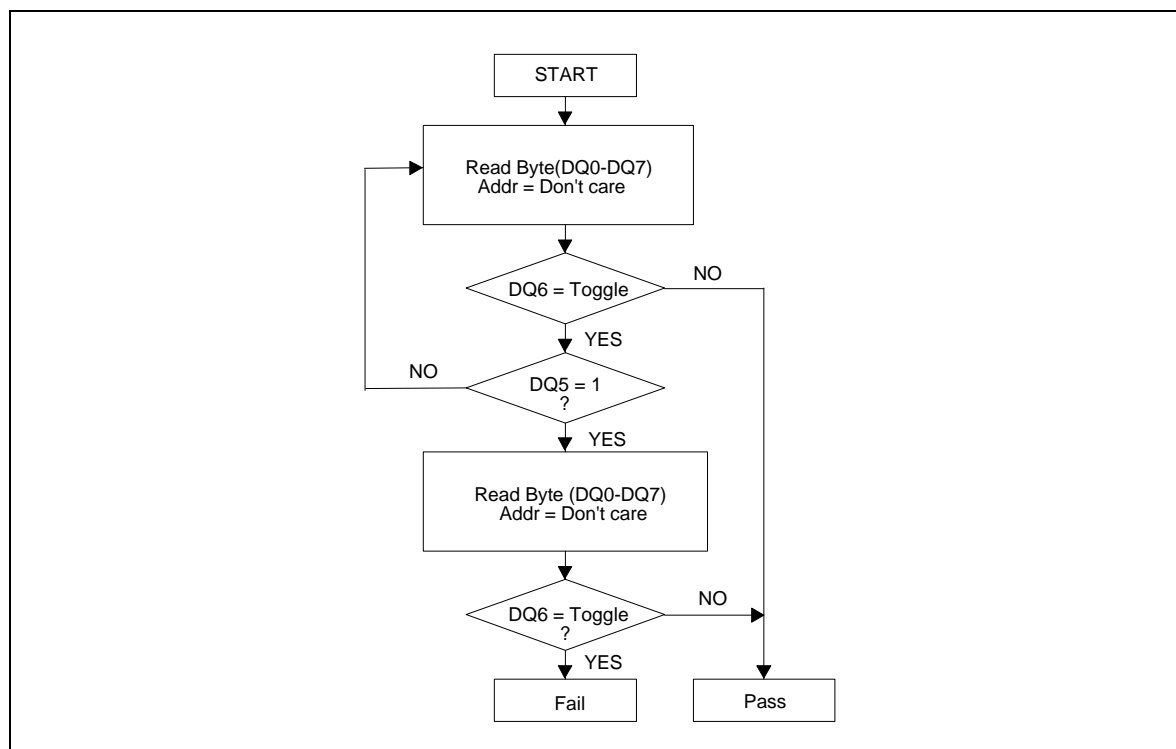 START
Read Byte(DQ0-DQ7)
Addr = Don't care
NO
DQ6 = Toggle
YES
NO
DQ5 = 1
?
YES
Read Byte (DQ0-DQ7)
Addr = Don't care
NO
DQ6 = Toggle
?
YES
Fail
Pass